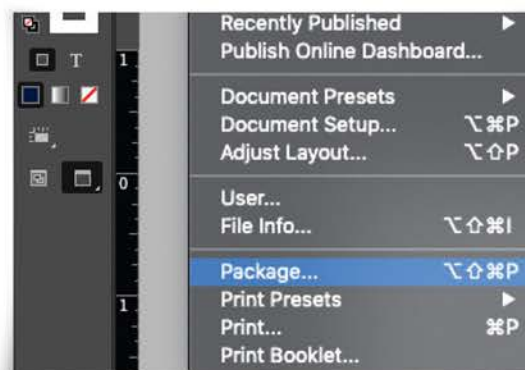 Recently Published
Publish Online Dashboard...
Document Presets
Document Setup... ⌥⌘P
Adjust Layout... ⌥⇧P
User...
File Info... ⌥⇧⌘I
Package... ⌥⇧⌘P
Print Presets
Print... ⌘P
Print Booklet...
T
1
0
1